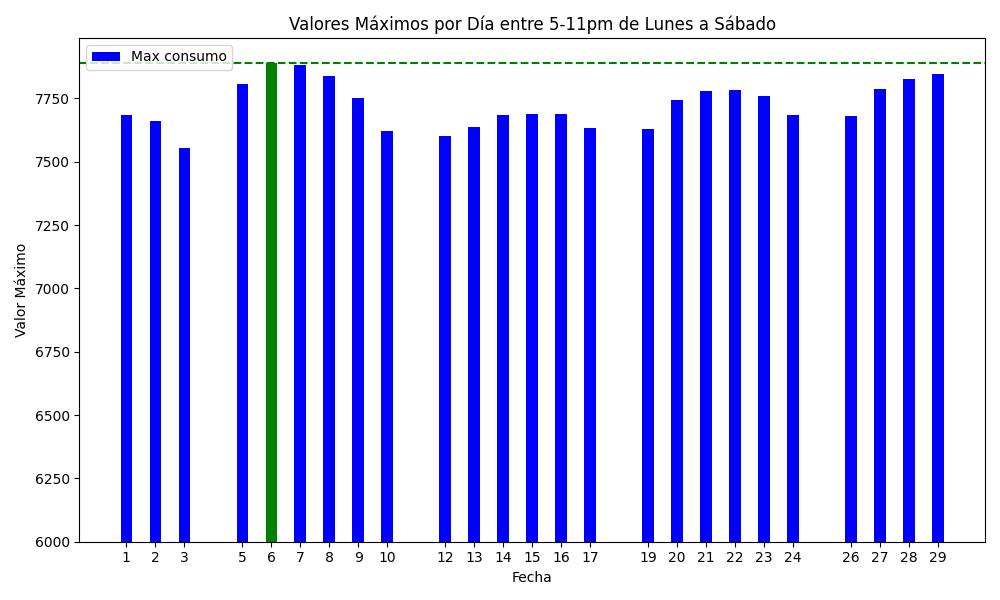 Valores Máximos por Día entre 5-11pm de Lunes a Sábado
Max consumo
Valor Máximo
7750
7500
7250
7000
6750
6500
6250
6000
1 2 3 5 6 7 8 9 10 12 13 14 15 16 17 19 20 21 22 23 24 26 27 28 29
Fecha